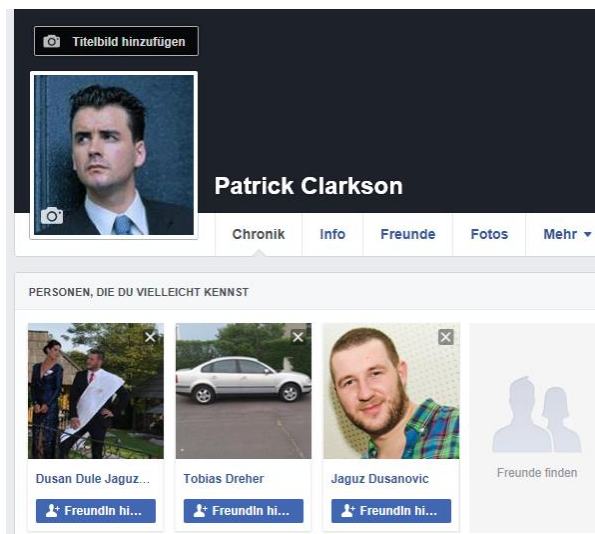 Titelbild hinzufügen
Patrick Clarkson
Chronik Info Freunde Fotos Mehr
PERSONEN, DIE DU VIELLEICHT KENNST
Dusan Dule Jaguz... Tobias Dreher Jaguz Dusanovic Freunde finden
FreundIn hi... FreundIn hi... FreundIn hi...